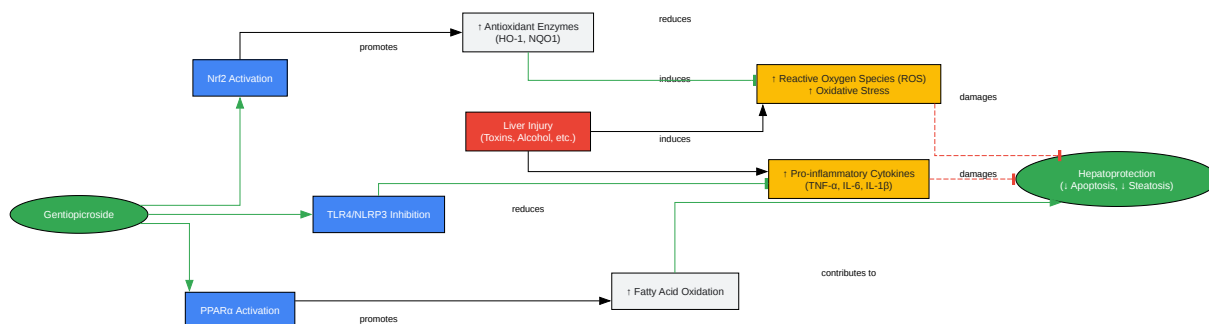 reduces
↑ Antioxidant Enzymes
(HO-1, NQO1)
promotes
Nrf2 Activation
induces
↑ Reactive Oxygen Species (ROS)
↑ Oxidative Stress
damages
Liver Injury
(Toxins, Alcohol, etc.)
induces
↑ Pro-inflammatory Cytokines
(TNF-α, IL-6, IL-1β)
damages
Hepatoprotection
(↓ Apoptosis, ↓ Steatosis)
Gentiopicroside
TLR4/NLRP3 Inhibition
reduces
contributes to
↑ Fatty Acid Oxidation
PPARα Activation
promotes